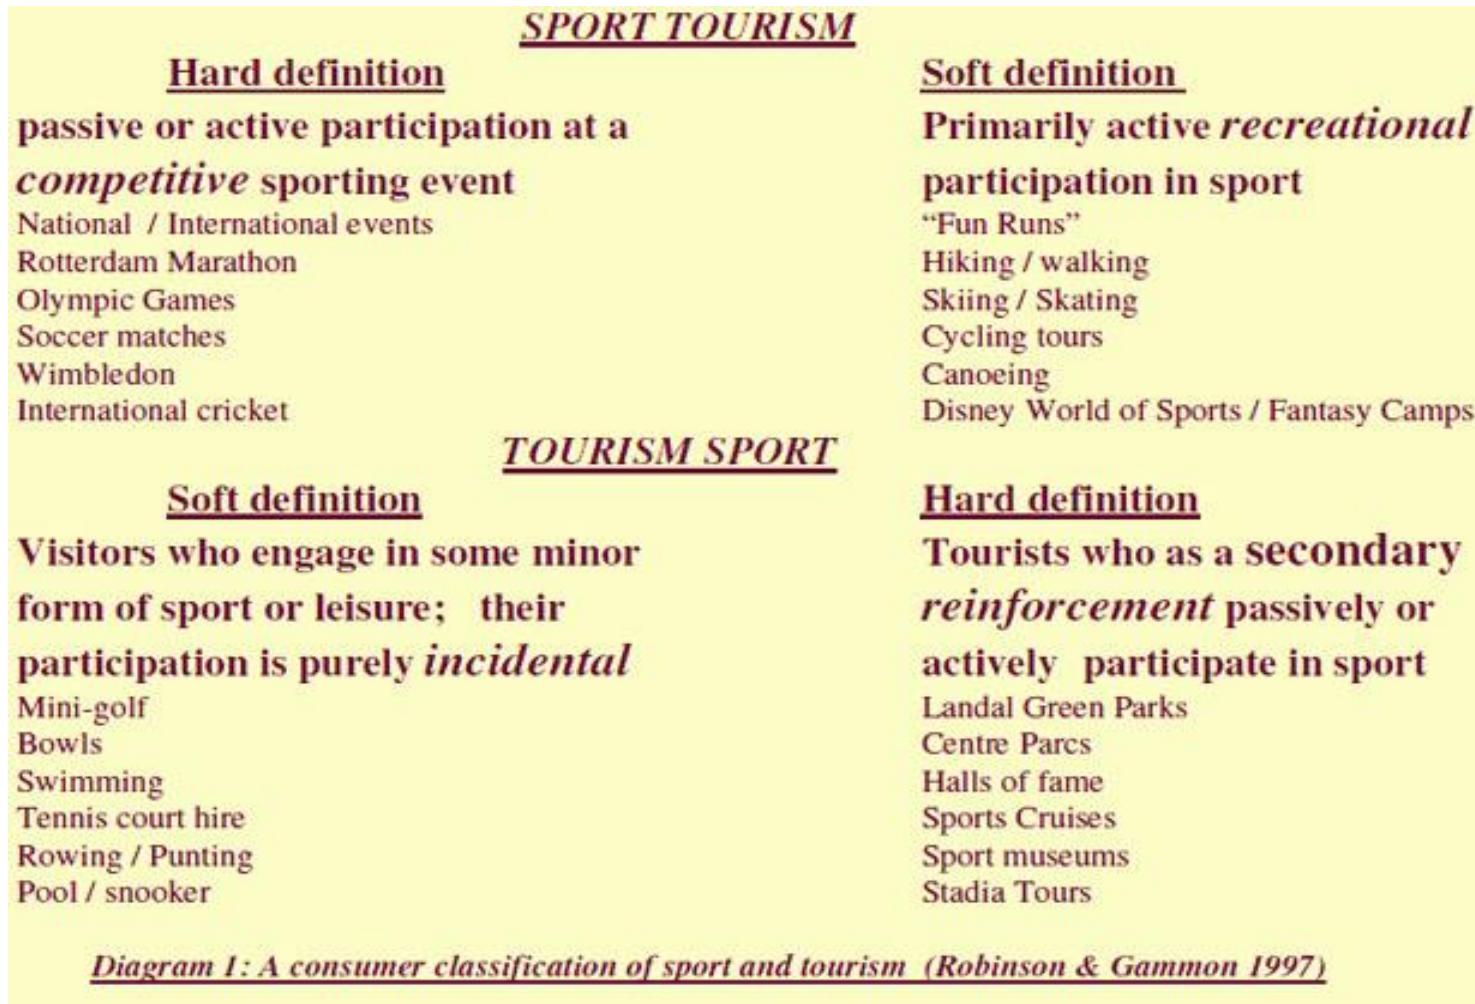 SPORT TOURISM
Hard definition
passive or active participation at a
competitive sporting event
National / International events
Rotterdam Marathon
Olympic Games
Soccer matches
Wimbledon
International cricket
Soft definition
Primarily active recreational
participation in sport
“Fun Runs”
Hiking / walking
Skiing / Skating
Cycling tours
Canoeing
Disney World of Sports / Fantasy Camps
TOURISM SPORT
Soft definition
Visitors who engage in some minor
form of sport or leisure; their
participation is purely incidental
Mini-golf
Bowls
Swimming
Tennis court hire
Rowing / Punting
Pool / snooker
Hard definition
Tourists who as a secondary
reinforcement passively or
actively participate in sport
Landal Green Parks
Centre Parcs
Halls of fame
Sports Cruises
Sport museums
Stadia Tours
Diagram 1: A consumer classification of sport and tourism (Robinson & Gammon 1997)